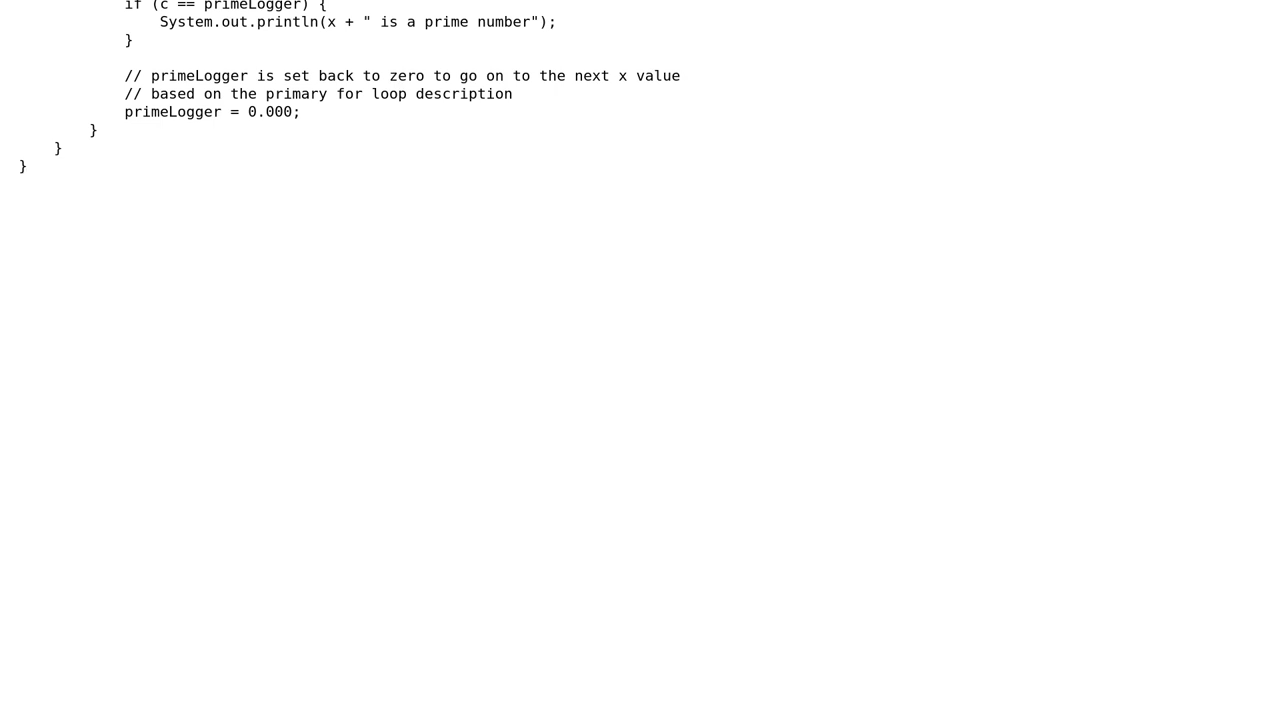 if (c == primeLogger) {
System.out.println(x + " is a prime number");
}
// primeLogger is set back to zero to go on to the next x value
// based on the primary for loop description
primeLogger = 0.000;
}
}
}